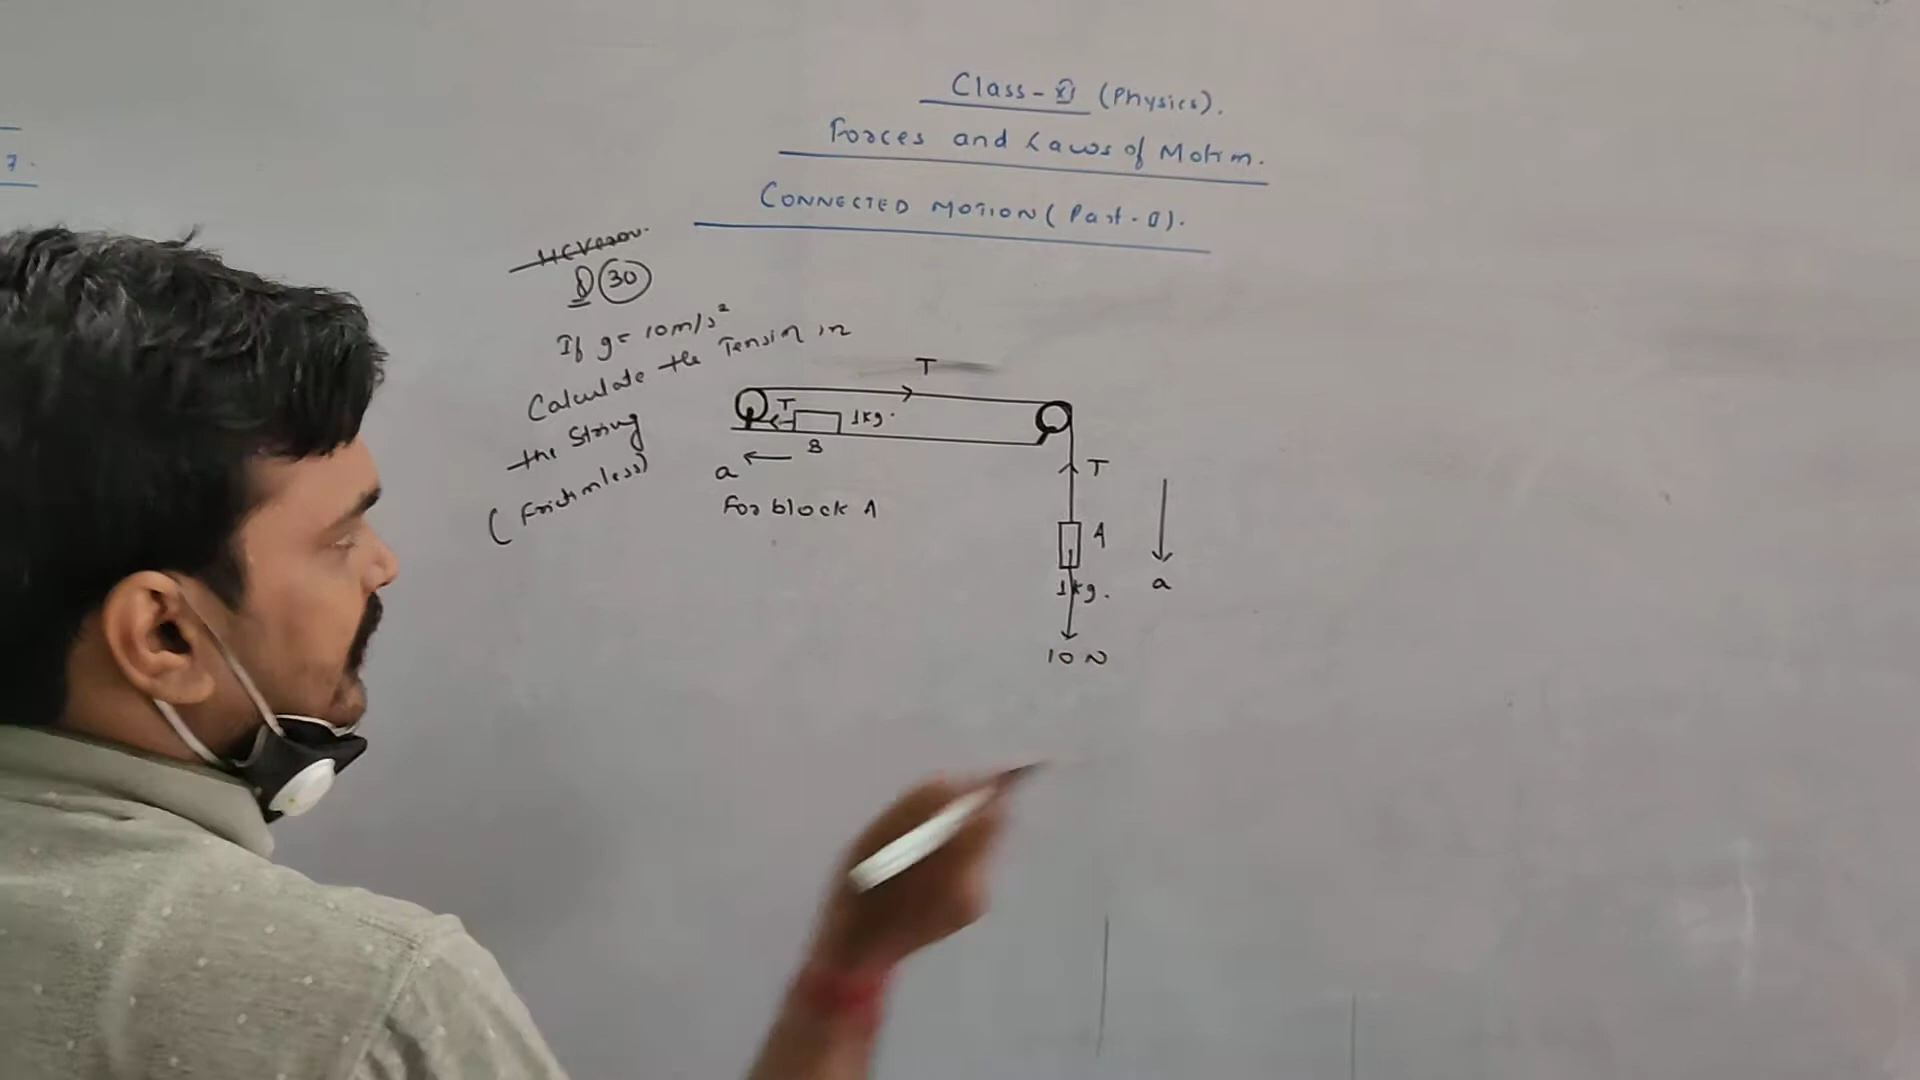 Class-XI (Physics).
Forces and Laws of Motion.
CONNECTED MOTION (Part-II).
7.
Q 30
If g= 10m/s²
Calculate the Tension in
the String
(Frictionless)
T
T
1kg.
B
a
For block A
T
A
1kg.
a
10 N